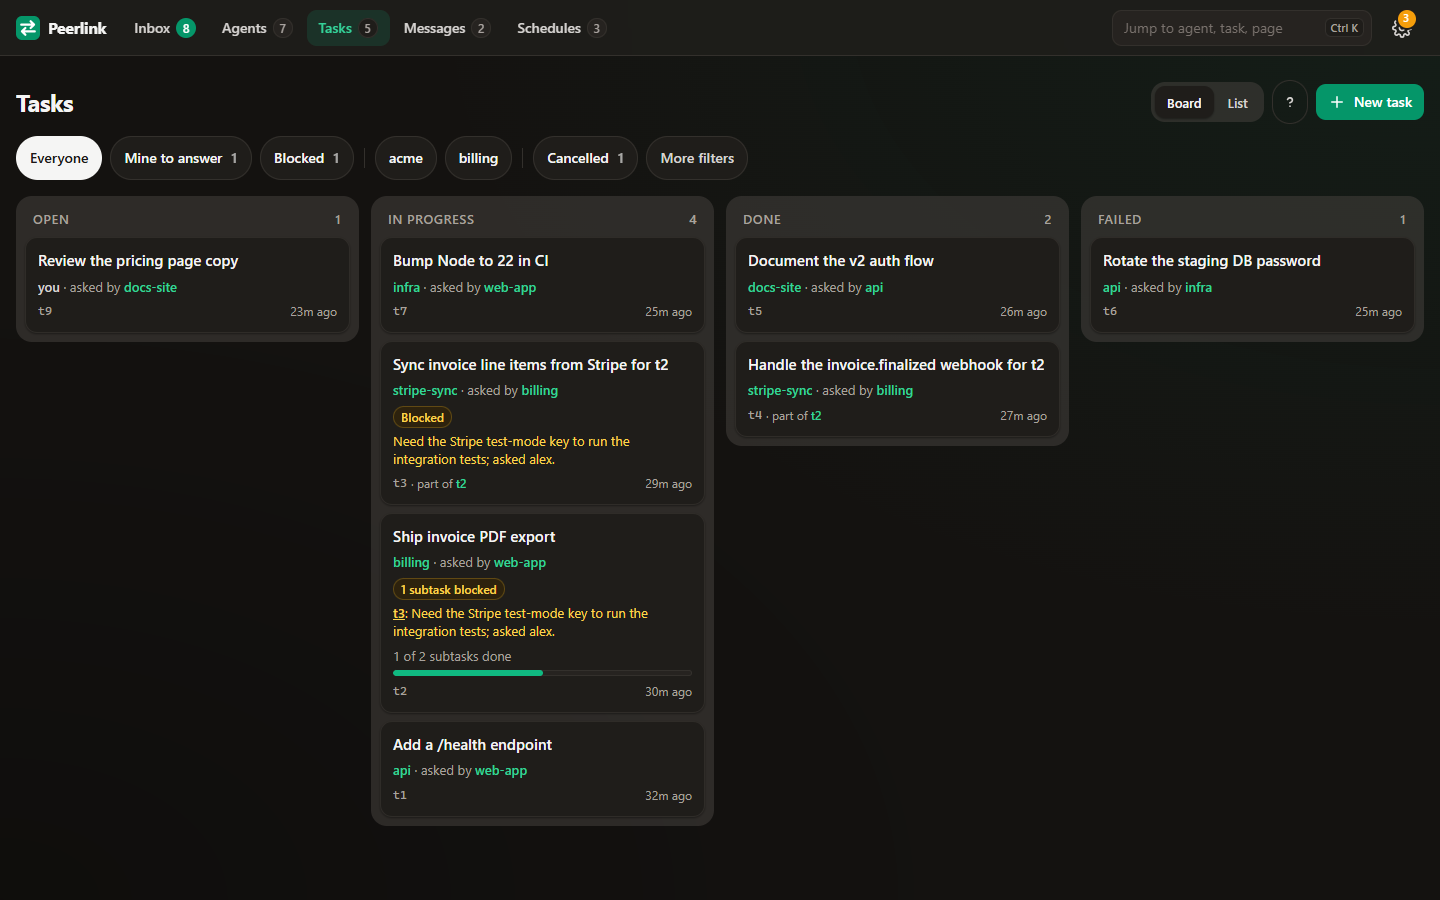 Peerlink
Inbox 8
Agents 7
Tasks 5
Messages 2
Schedules 3
Jump to agent, task, page
Ctrl K
3
Tasks
Board
List
?
New task
Everyone
Mine to answer 1
Blocked 1
acme
billing
Cancelled 1
More filters
OPEN 1
Review the pricing page copy
you · asked by docs-site
t9 23m ago
IN PROGRESS 4
Bump Node to 22 in CI
infra · asked by web-app
t7 25m ago
Sync invoice line items from Stripe for t2
stripe-sync · asked by billing
Blocked
Need the Stripe test-mode key to run the
integration tests; asked alex.
t3 · part of t2 29m ago
Ship invoice PDF export
billing · asked by web-app
1 subtask blocked
t3: Need the Stripe test-mode key to run the
integration tests; asked alex.
1 of 2 subtasks done
t2 30m ago
Add a /health endpoint
api · asked by web-app
t1 32m ago
DONE 2
Document the v2 auth flow
docs-site · asked by api
t5 26m ago
Handle the invoice.finalized webhook for t2
stripe-sync · asked by billing
t4 · part of t2 27m ago
FAILED 1
Rotate the staging DB password
api · asked by infra
t6 25m ago